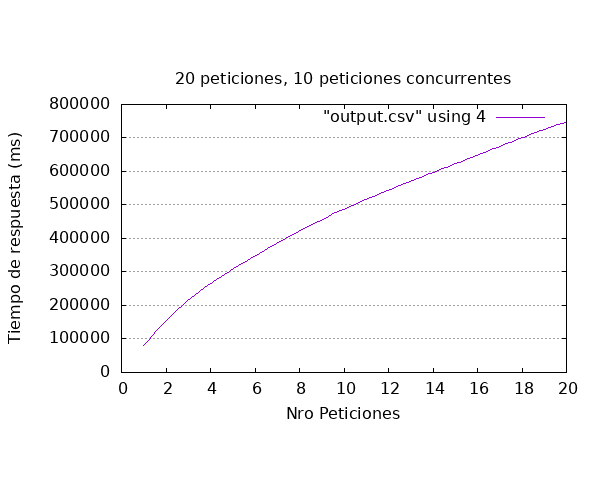 20 peticiones, 10 peticiones concurrentes
"output.csv" using 4
Tiempo de respuesta (ms)
800000
700000
600000
500000
400000
300000
200000
100000
0
0 2 4 6 8 10 12 14 16 18 20
Nro Peticiones